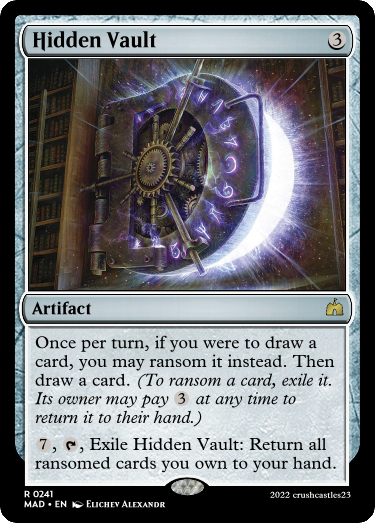 Hidden Vault 3
Artifact
Once per turn, if you were to draw a
card, you may ransom it instead. Then
draw a card. (To ransom a card, exile it.
Its owner may pay 3 at any time to
return it to their hand.)
7, , Exile Hidden Vault: Return all
ransomed cards you own to your hand.
R 0241
MAD • EN Elichev Alexandr
2022 crushcastles23